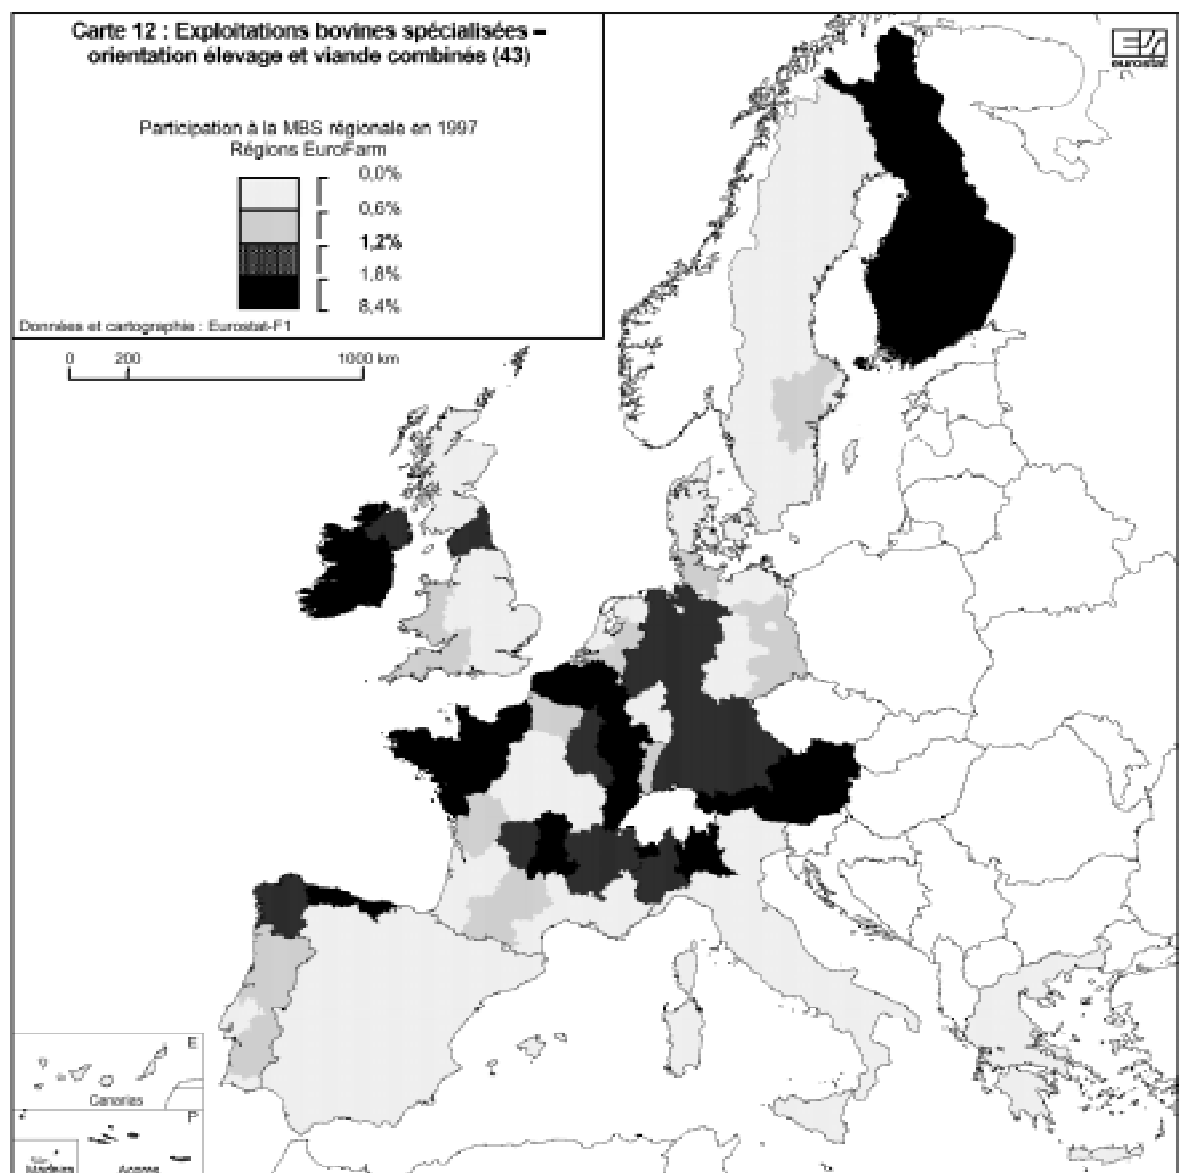 Carte 12 : Exploitations bovines spécialisées –
orientation élevage et viande combinés (43)
eurostat
Participation à la MBS régionale en 1997
Régions EuroFarm
0,0%
0,6%
1,2%
1,8%
8,4%
Données et cartographie : Eurostat-F1
0 200 1000 km
E
Canarias
P